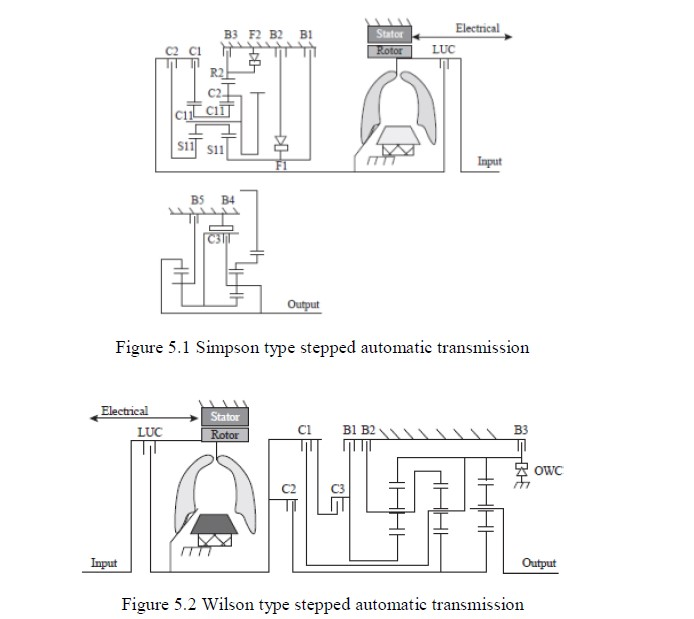 B3 F2 B2 B1
Stator
Electrical
C2 C1
Rotor
LUC
R2
C2
C11 C11
S11 S11
F1
Input
B5 B4
C3
Output
Figure 5.1 Simpson type stepped automatic transmission
Electrical
Stator
LUC
Rotor
C1
B1 B2
B3
OWC
C2
C3
Input
Output
Figure 5.2 Wilson type stepped automatic transmission